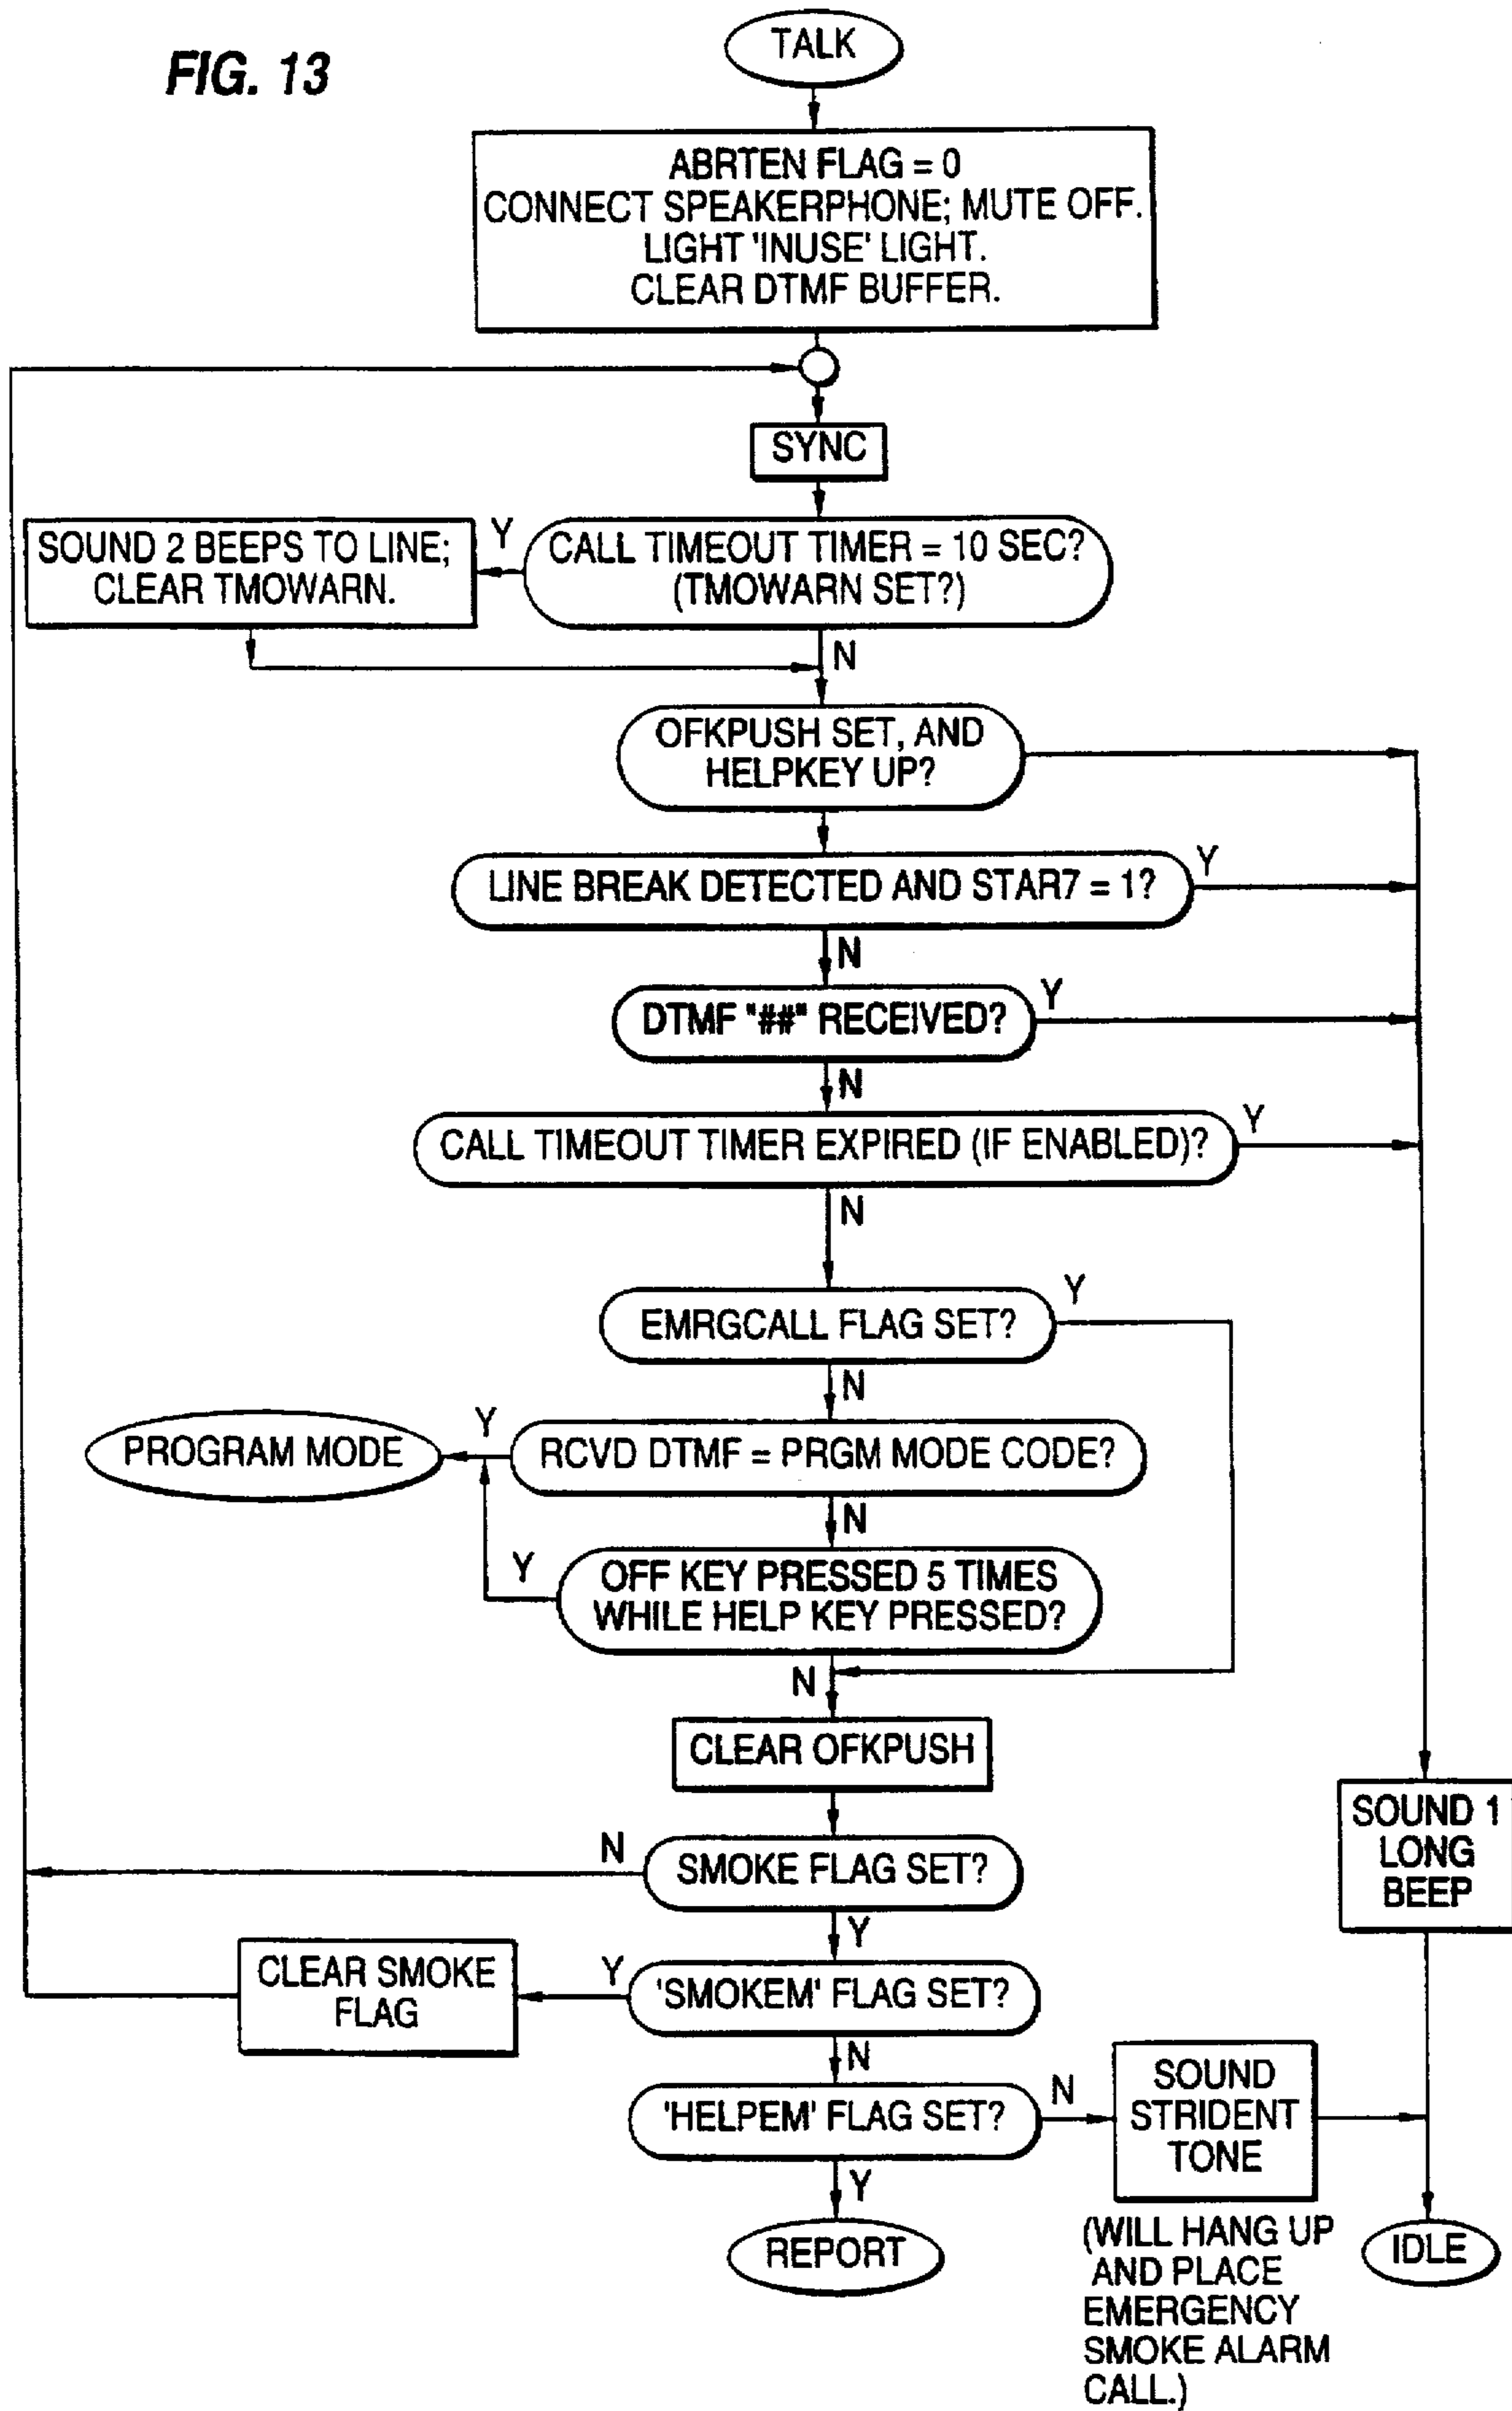 FIG. 13
TALK
ABRTEN FLAG = 0
CONNECT SPEAKERPHONE; MUTE OFF.
LIGHT 'INUSE' LIGHT.
CLEAR DTMF BUFFER.
SYNC
SOUND 2 BEEPS TO LINE;
CLEAR TMOWARN.
Y
CALL TIMEOUT TIMER = 10 SEC?
(TMOWARN SET?)
N
OFKPUSH SET, AND
HELPKEY UP?
LINE BREAK DETECTED AND STAR7 = 1?
Y
N
DTMF "##" RECEIVED?
Y
N
CALL TIMEOUT TIMER EXPIRED (IF ENABLED)?
Y
N
EMRGCALL FLAG SET?
Y
N
PROGRAM MODE
Y
RCVD DTMF = PRGM MODE CODE?
N
Y
OFF KEY PRESSED 5 TIMES
WHILE HELP KEY PRESSED?
N
CLEAR OFKPUSH
SOUND 1
LONG
BEEP
N
SMOKE FLAG SET?
Y
CLEAR SMOKE
FLAG
Y
'SMOKEM' FLAG SET?
N
'HELPEM' FLAG SET?
N
SOUND
STRIDENT
TONE
Y
REPORT
(WILL HANG UP
AND PLACE
EMERGENCY
SMOKE ALARM
CALL.)
IDLE